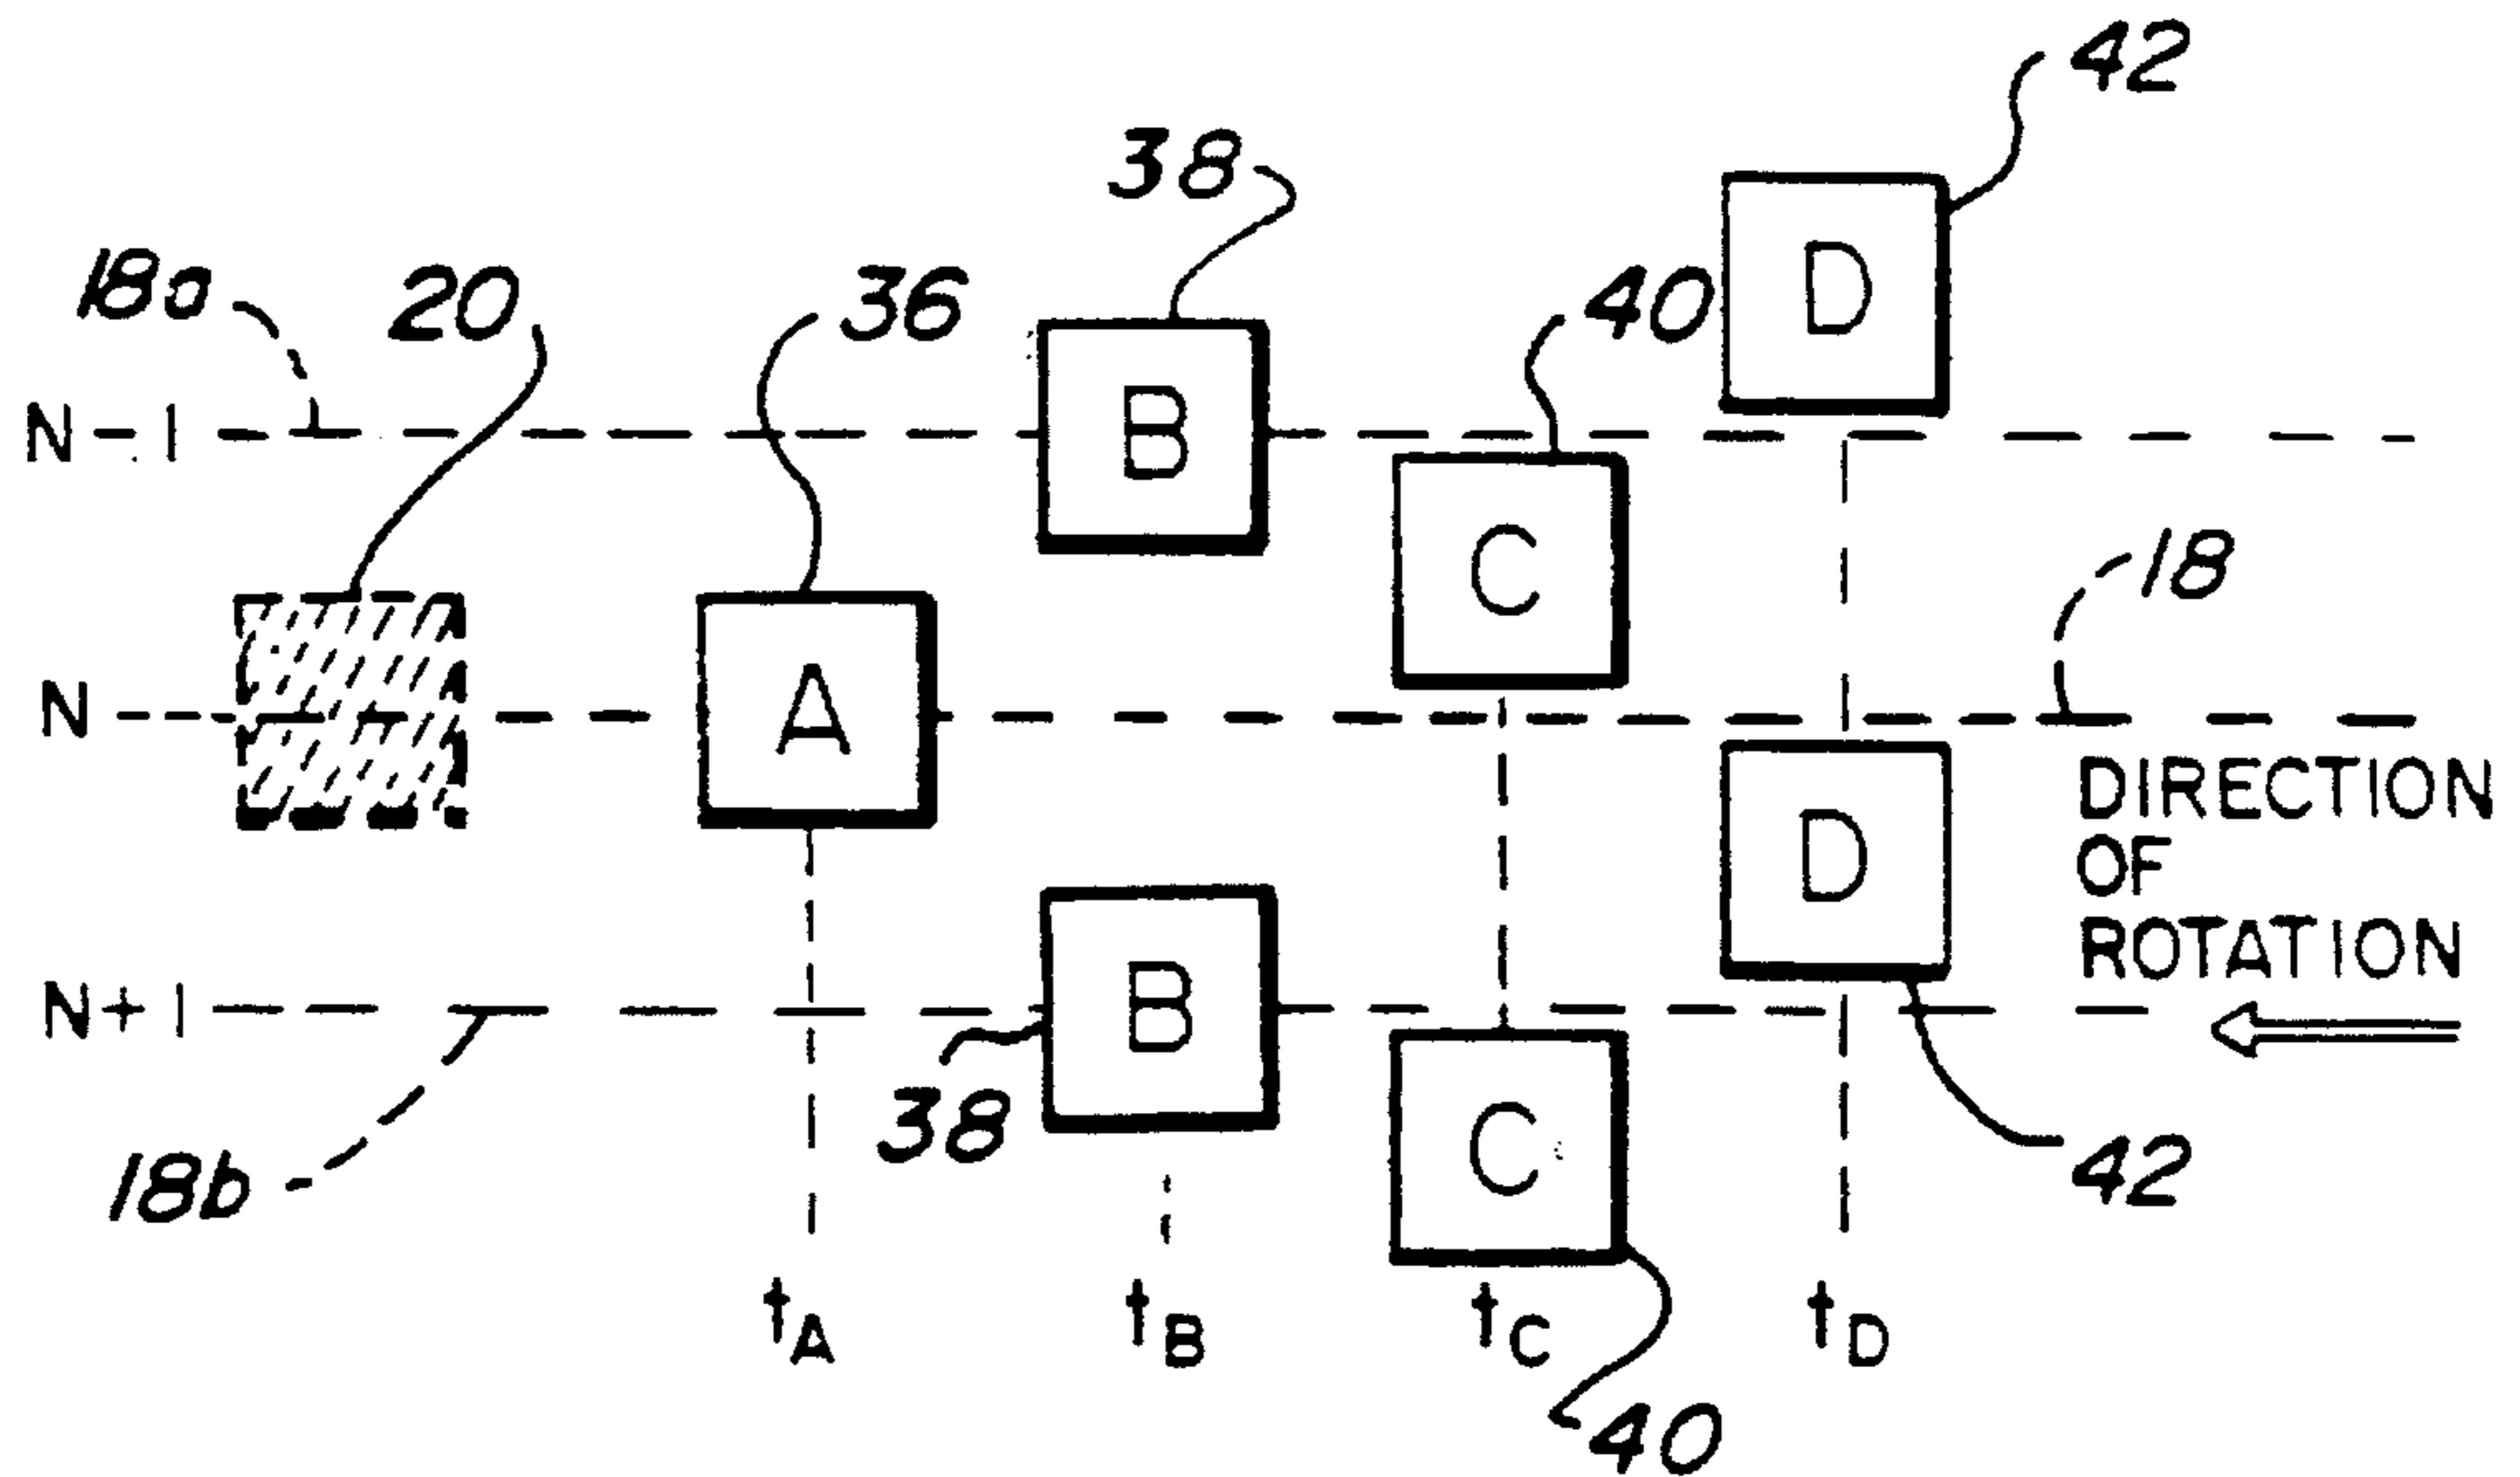 42
38
18a
20
36
40
D
N-1
B
C
18
N
A
D
DIRECTION
OF
ROTATION
N+1
B
38
C
18b
42
tA
tB
tC
tD
40